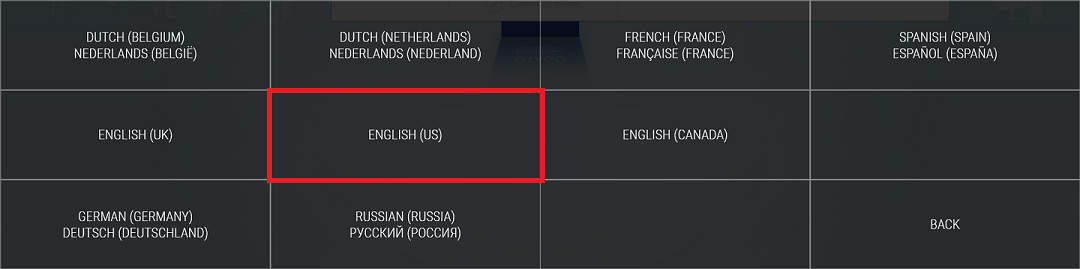 DUTCH (BELGIUM)
NEDERLANDS (BELGIË)
DUTCH (NETHERLANDS)
NEDERLANDS (NEDERLAND)
FRENCH (FRANCE)
FRANÇAISE (FRANCE)
SPANISH (SPAIN)
ESPAÑOL (ESPAÑA)
ENGLISH (UK)
ENGLISH (US)
ENGLISH (CANADA)
GERMAN (GERMANY)
DEUTSCH (DEUTSCHLAND)
RUSSIAN (RUSSIA)
РУССКИЙ (РОССИЯ)
BACK